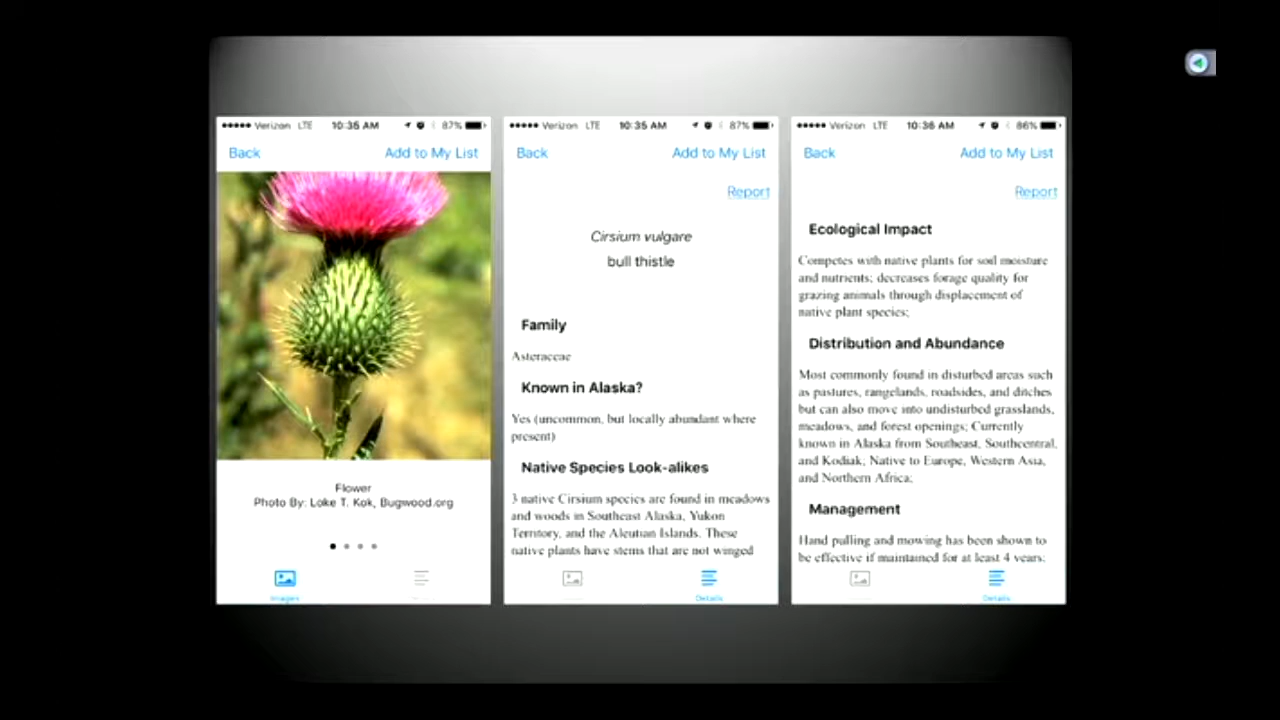 Verizon LTE 10:35 AM 87%
Back Add to My List
Flower
Photo By: Loke T. Kok, Bugwood.org
Images
Verizon LTE 10:35 AM 87%
Back Add to My List
Report
Cirsium vulgare
bull thistle
Family
Asteraceae
Known in Alaska?
Yes (uncommon, but locally abundant where
present)
Native Species Look-alikes
3 native Cirsium species are found in meadows
and woods in Southeast Alaska, Yukon
Territory, and the Aleutian Islands. These
native plants have stems that are not winged
Details
Verizon LTE 10:36 AM 86%
Back Add to My List
Report
Ecological Impact
Competes with native plants for soil moisture
and nutrients; decreases forage quality for
grazing animals through displacement of
native plant species;
Distribution and Abundance
Most commonly found in disturbed areas such
as pastures, rangelands, roadsides, and ditches
but can also move into undisturbed grasslands,
meadows, and forest openings; Currently
known in Alaska from Southeast, Southcentral,
and Kodiak; Native to Europe, Western Asia,
and Northern Africa;
Management
Hand pulling and mowing has been shown to
be effective if maintained for at least 4 years;
Details